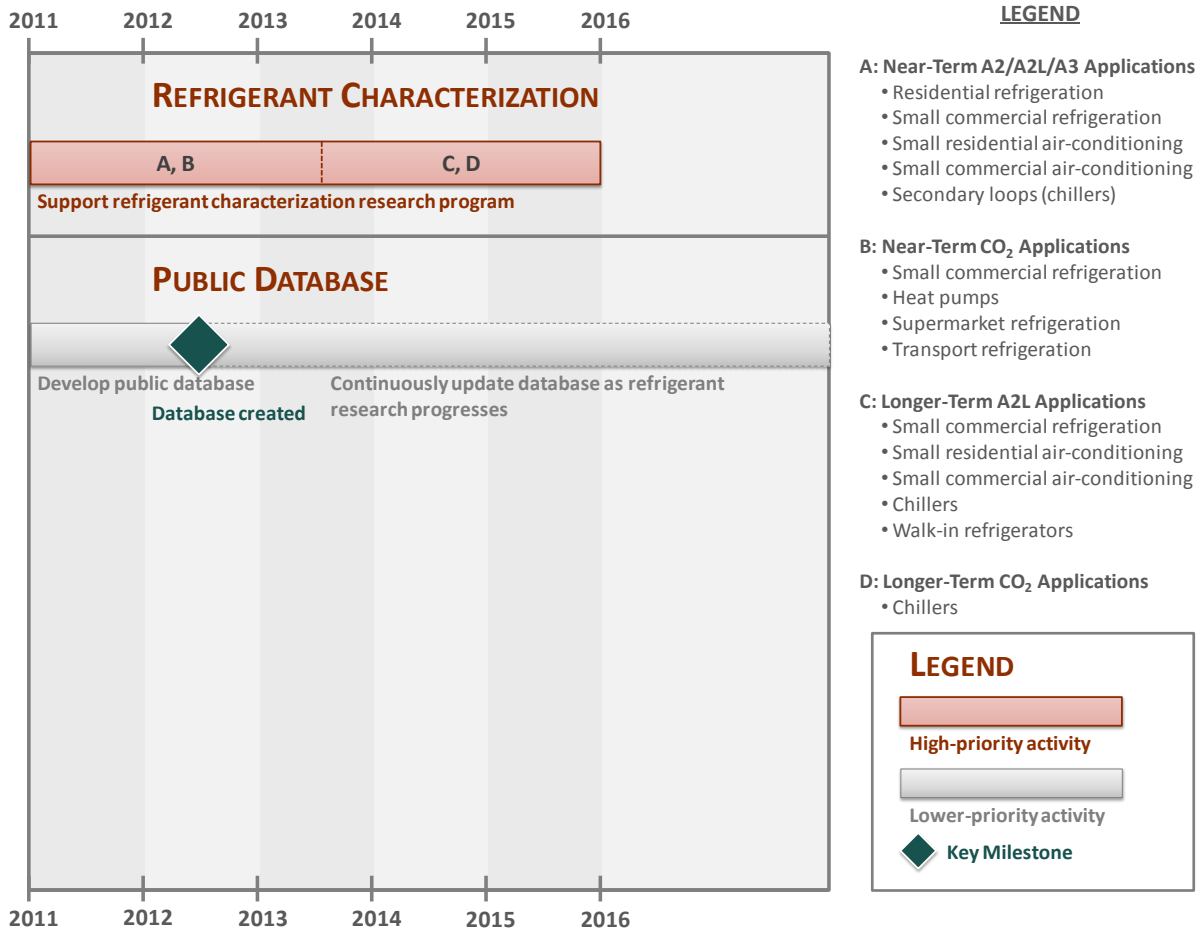 2011 2012 2013 2014 2015 2016
REFRIGERANT CHARACTERIZATION
A, B
C, D
Support refrigerant characterization research program
PUBLIC DATABASE
Develop public database
Database created
Continuously update database as refrigerant
research progresses
2011 2012 2013 2014 2015 2016
LEGEND
A: Near-Term A2/A2L/A3 Applications
• Residential refrigeration
• Small commercial refrigeration
• Small residential air-conditioning
• Small commercial air-conditioning
• Secondary loops (chillers)
B: Near-Term CO₂ Applications
• Small commercial refrigeration
• Heat pumps
• Supermarket refrigeration
• Transport refrigeration
C: Longer-Term A2L Applications
• Small commercial refrigeration
• Small residential air-conditioning
• Small commercial air-conditioning
• Chillers
• Walk-in refrigerators
D: Longer-Term CO₂ Applications
• Chillers
LEGEND
High-priority activity
Lower-priority activity
Key Milestone